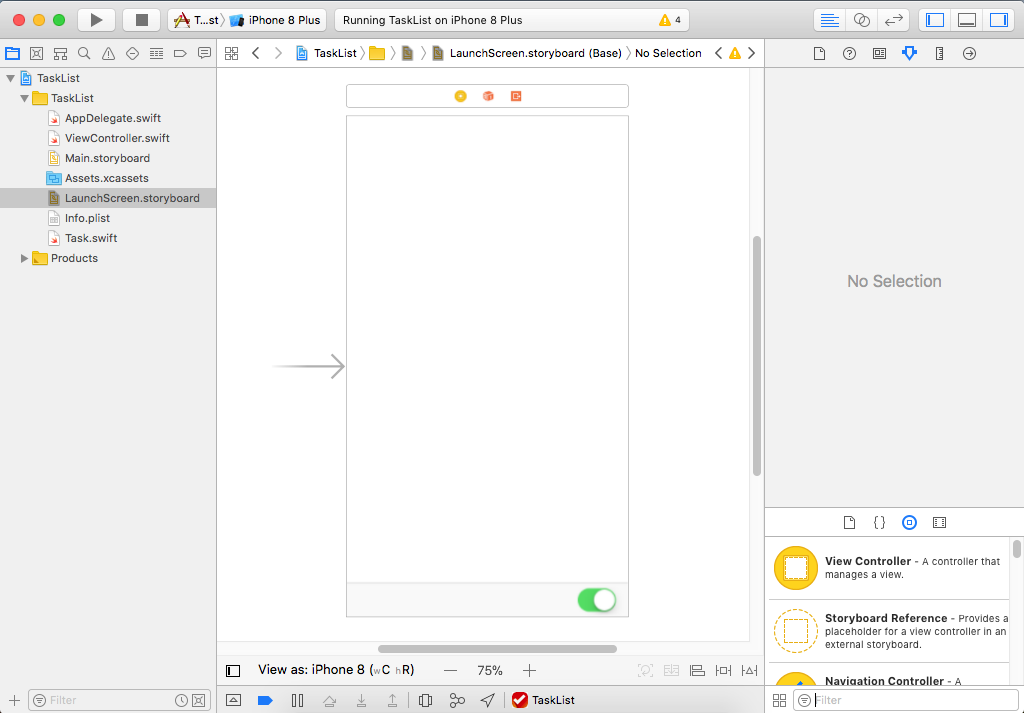 T...st
iPhone 8 Plus
Running TaskList on iPhone 8 Plus
4
TaskList
LaunchScreen.storyboard (Base)
No Selection
TaskList
TaskList
AppDelegate.swift
ViewController.swift
Main.storyboard
Assets.xcassets
LaunchScreen.storyboard
Info.plist
Task.swift
Products
No Selection
View Controller - A controller that
manages a view.
Storyboard Reference - Provides a
placeholder for a view controller in an
external storyboard.
Navigation Controller - A
View as: iPhone 8 (wC hR)
75%
Filter
TaskList
Filter